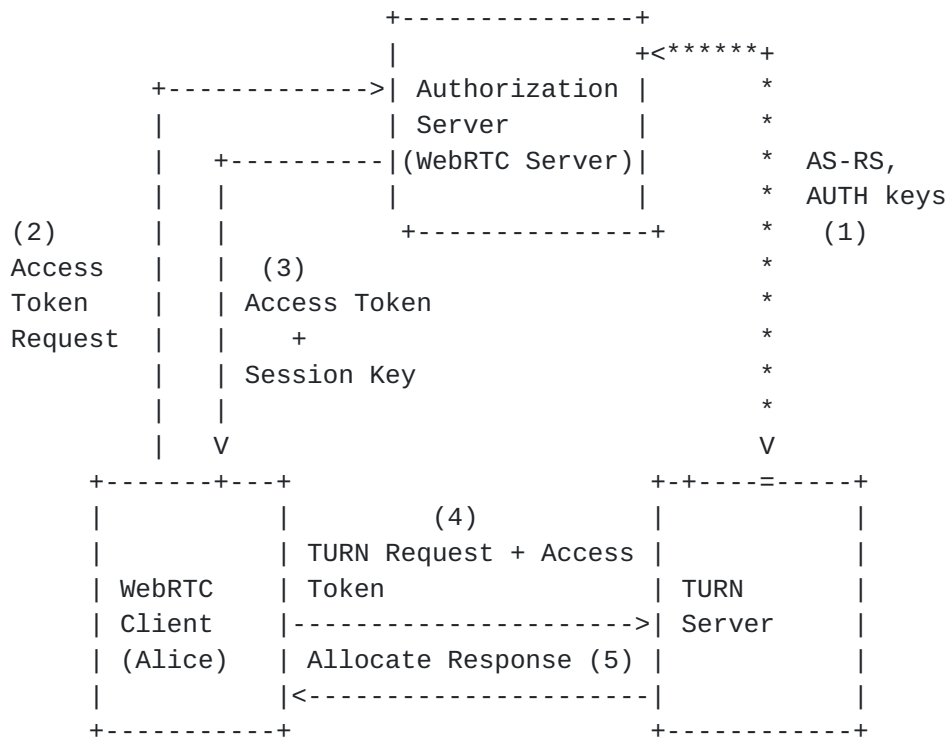 +---------------+
                        |               +<******+
         +------------->| Authorization |       *
         |              | Server        |       *
         |   +----------|(WebRTC Server)|       *  AS-RS,
         |   |          |               |       *  AUTH keys
(2)      |   |           +---------------+      *   (1)
Access   |   |  (3)                             *
Token    |   | Access Token                     *
Request  |   |    +                             *
         |   | Session Key                      *
         |   |                                  *
         |   V                                  V
     +-------+---+                       +-+----=-----+
     |           |         (4)           |            |
     |           | TURN Request + Access |            |
     | WebRTC    | Token                 | TURN       |
     | Client    |---------------------->| Server     |
     | (Alice)   | Allocate Response (5) |            |
     |           |<----------------------|            |
     +-----------+                       +------------+